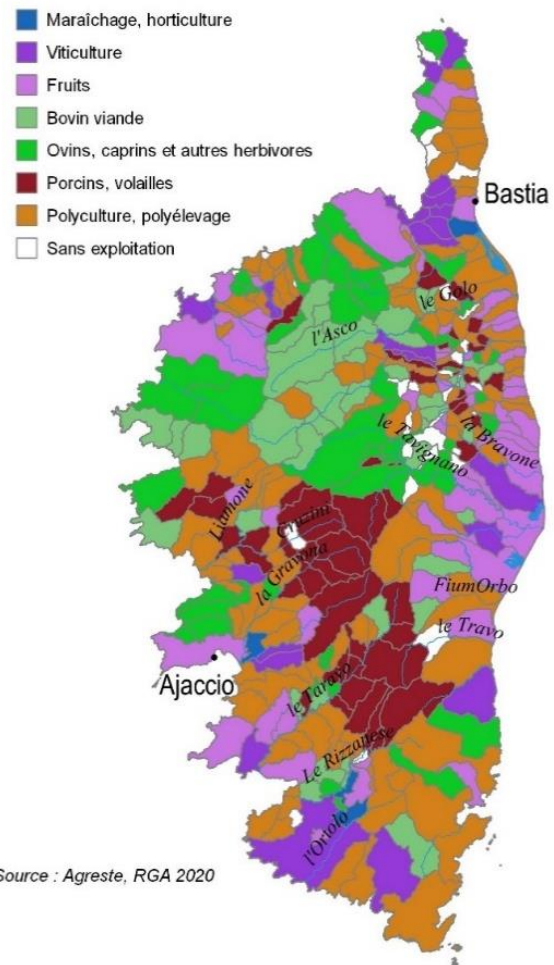 Maraîchage, horticulture
Viticulture
Fruits
Bovin viande
Ovins, caprins et autres herbivores
Porcins, volailles
Polyculture, polyélevage
Sans exploitation
Bastia
le Golo
l'Asco
la Bravone
le Tavignano
Liamone
Cruzini
la Gravona
FiumOrbo
le Travo
Ajaccio
le Taravo
Le Rizzanese
l'Ortolo
Source : Agreste, RGA 2020